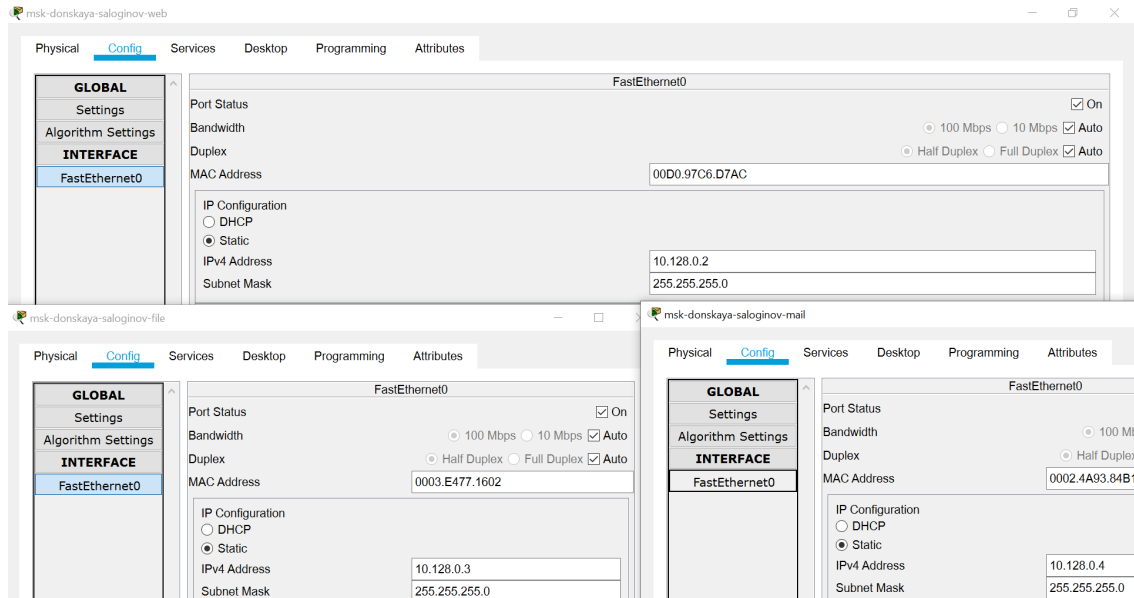 msk-donskaya-saloginov-web
Physical Config Services Desktop Programming Attributes
GLOBAL
Settings
Algorithm Settings
INTERFACE
FastEthernet0
FastEthernet0
Port Status On
Bandwidth 100 Mbps 10 Mbps Auto
Duplex Half Duplex Full Duplex Auto
MAC Address 00D0.97C6.D7AC
IP Configuration
DHCP
Static
IPv4 Address 10.128.0.2
Subnet Mask 255.255.255.0
msk-donskaya-saloginov-file
Physical Config Services Desktop Programming Attributes
GLOBAL
Settings
Algorithm Settings
INTERFACE
FastEthernet0
FastEthernet0
Port Status On
Bandwidth 100 Mbps 10 Mbps Auto
Duplex Half Duplex Full Duplex Auto
MAC Address 0003.E477.1602
IP Configuration
DHCP
Static
IPv4 Address 10.128.0.3
Subnet Mask 255.255.255.0
msk-donskaya-saloginov-mail
Physical Config Services Desktop Programming Attributes
GLOBAL
Settings
Algorithm Settings
INTERFACE
FastEthernet0
FastEthernet0
Port Status
Bandwidth 100
Duplex Half
MAC Address 0002.4A93.84B1
IP Configuration
DHCP
Static
IPv4 Address 10.128.0.4
Subnet Mask 255.255.255.0